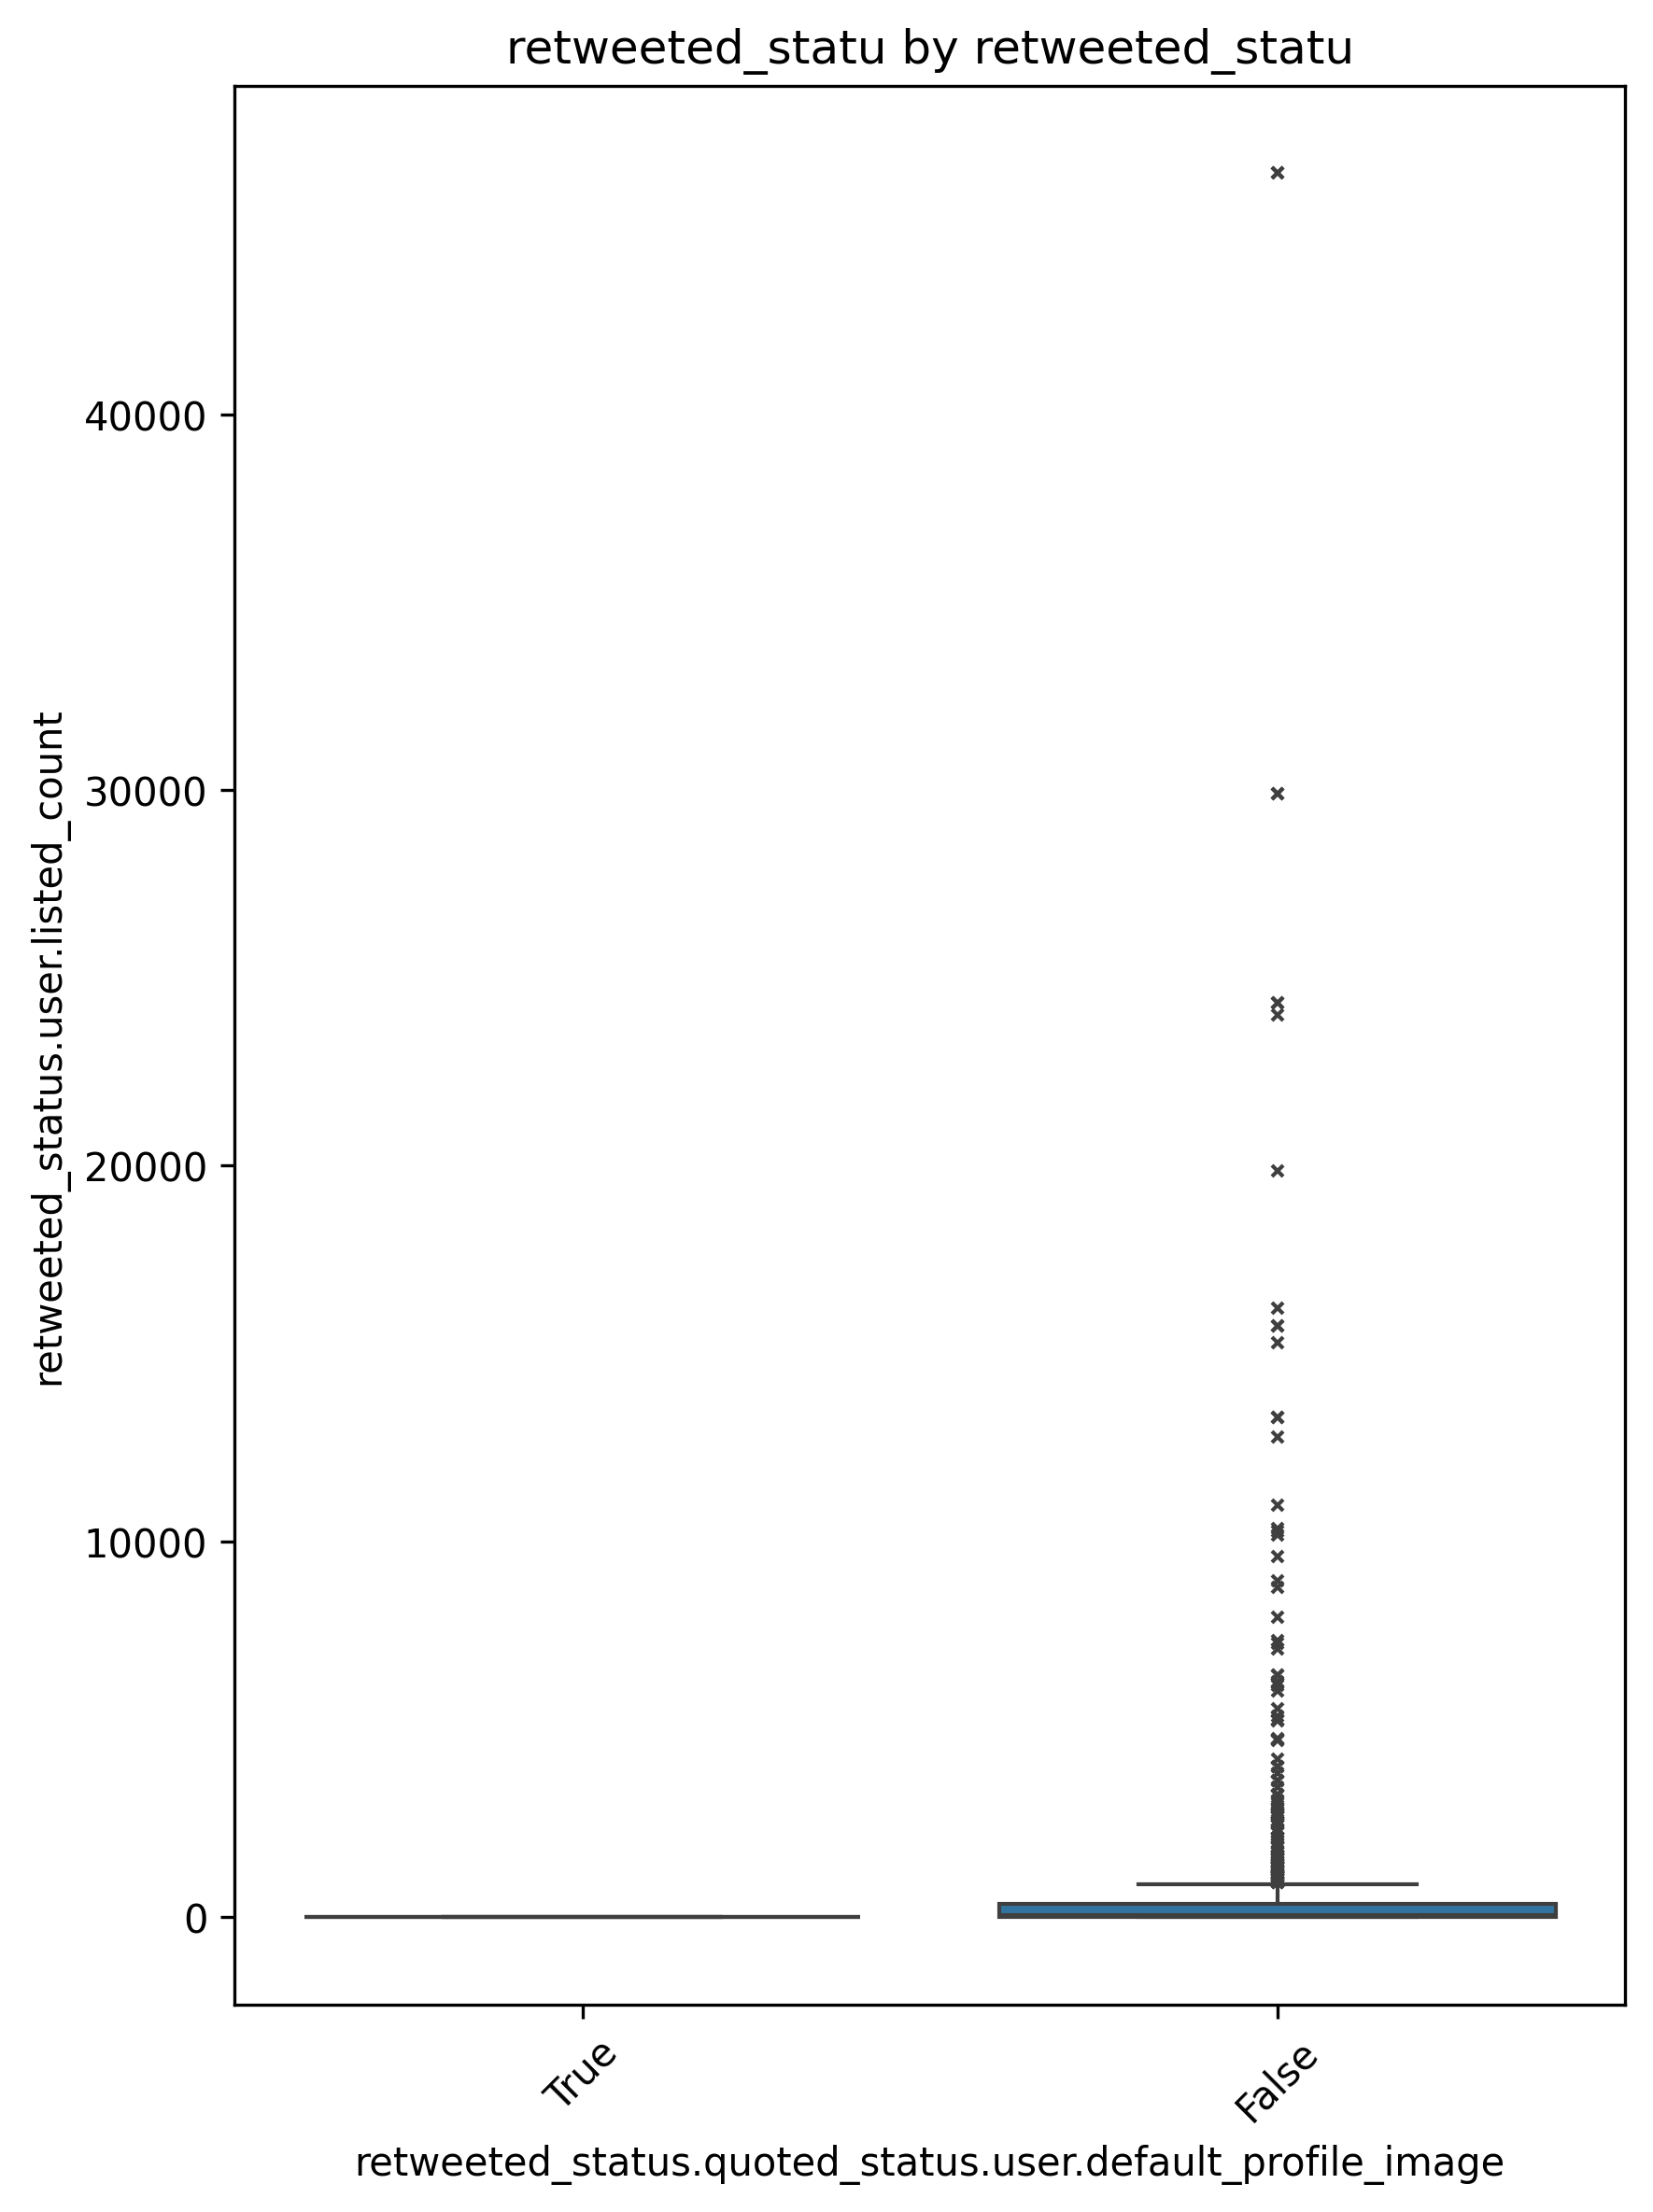 retweeted_statu by retweeted_statu
retweeted_status.user.listed_count
40000
30000
20000
10000
0
True
False
retweeted_status.quoted_status.user.default_profile_image